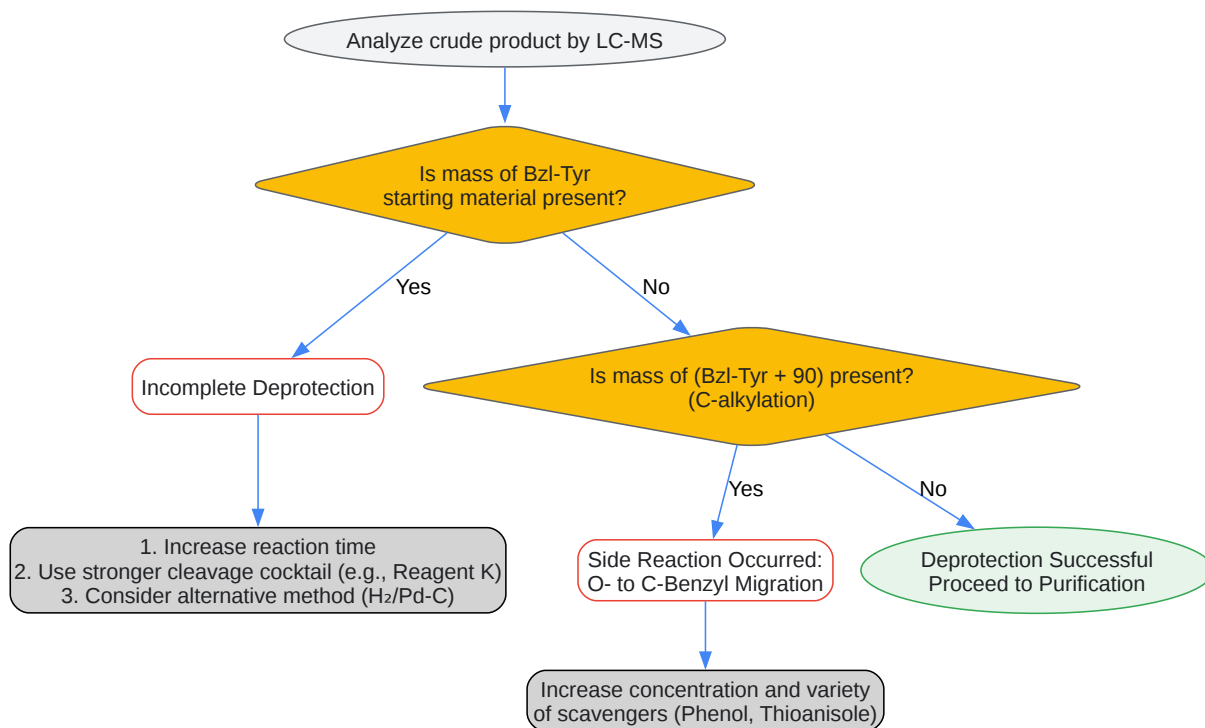 Analyze crude product by LC-MS
Is mass of Bzl-Tyr
starting material present?
Yes
No
Incomplete Deprotection
Is mass of (Bzl-Tyr + 90) present?
(C-alkylation)
Yes
No
1. Increase reaction time
2. Use stronger cleavage cocktail (e.g., Reagent K)
3. Consider alternative method (H₂/Pd-C)
Side Reaction Occurred:
O- to C-Benzyl Migration
Deprotection Successful
Proceed to Purification
Increase concentration and variety
of scavengers (Phenol, Thioanisole)